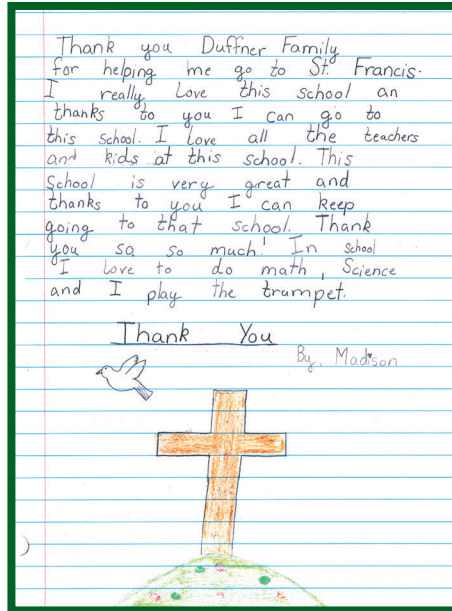 Thank you Duffner Family
for helping me go to St. Francis.
I really Love this school an
thanks to you I can go to
this school. I Love all the teachers
and kids at this school. This
School is very great and
thanks to you I can keep
going to that school. Thank
you so so much! In school
I Love to do math, Science
and I play the trumpet.
Thank You
By, Madison